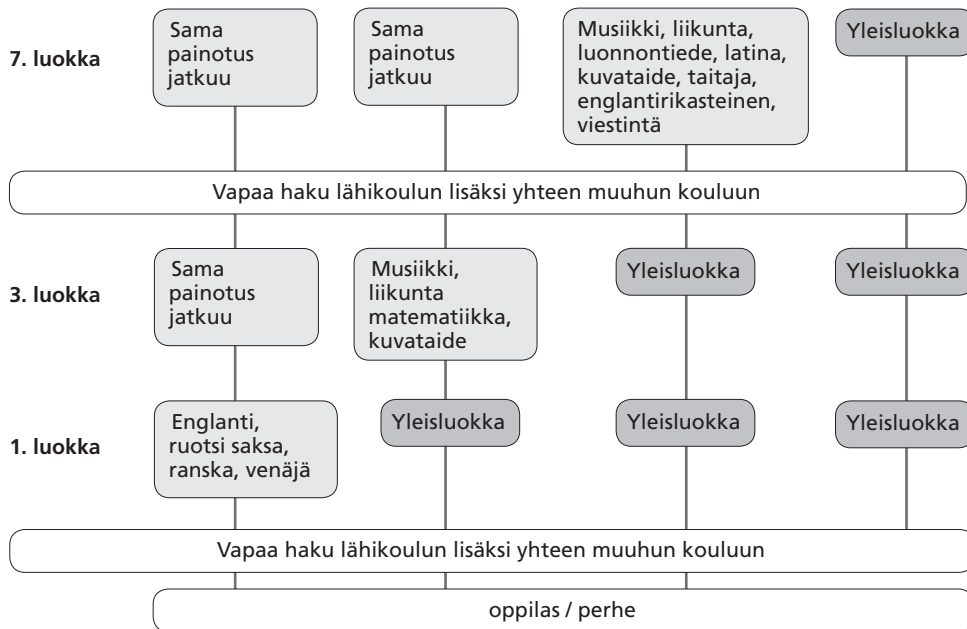 7. luokka
Sama
painotus
jatkuu
Sama
painotus
jatkuu
Musiikki, liikunta,
luonnontiede, latina,
kuvataide, taitaja,
englantirikasteinen,
viestintä
Yleisluokka
Vapaa haku lähikoulun lisäksi yhteen muuhun kouluun
3. luokka
Sama
painotus
jatkuu
Musiikki,
liikunta
matematiikka,
kuvataide
Yleisluokka
Yleisluokka
1. luokka
Englanti,
ruotsi saksa,
ranska, venäjä
Yleisluokka
Yleisluokka
Yleisluokka
Vapaa haku lähikoulun lisäksi yhteen muuhun kouluun
oppilas / perhe